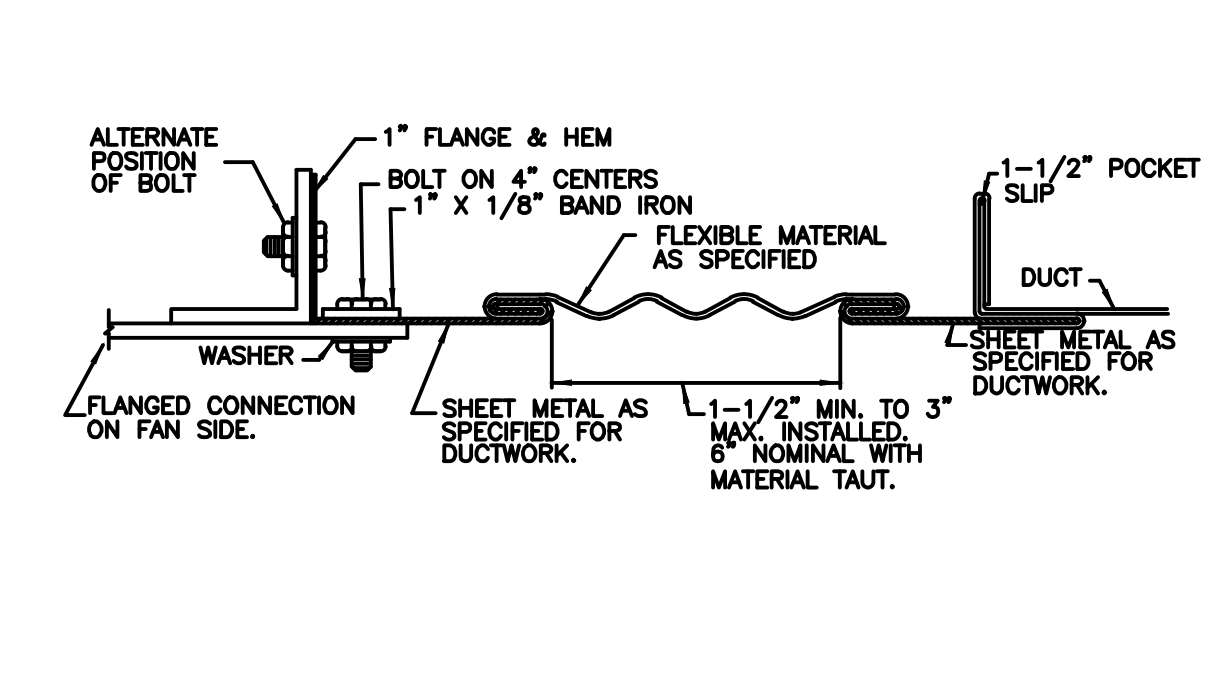 ALTERNATE
POSITION
OF BOLT
1" FLANGE & HEM
BOLT ON 4" CENTERS
1" X 1/8" BAND IRON
FLEXIBLE MATERIAL
AS SPECIFIED
1-1/2" POCKET
SLIP
DUCT
WASHER
SHEET METAL AS
SPECIFIED FOR
DUCTWORK.
FLANGED CONNECTION
ON FAN SIDE.
SHEET METAL AS
SPECIFIED FOR
DUCTWORK.
1-1/2" MIN. TO 3"
MAX. INSTALLED.
6" NOMINAL WITH
MATERIAL TAUT.